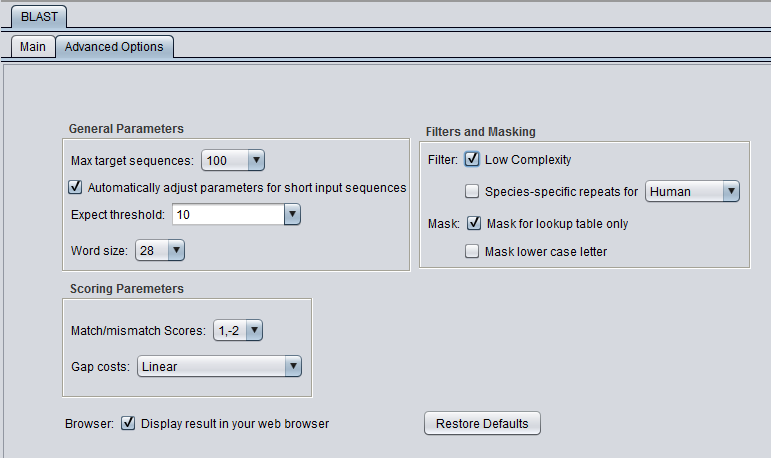 BLAST
Main Advanced Options
General Parameters
Max target sequences: 100
Automatically adjust parameters for short input sequences
Expect threshold: 10
Word size: 28
Filters and Masking
Filter: Low Complexity
Species-specific repeats for Human
Mask: Mask for lookup table only
Mask lower case letter
Scoring Paremeters
Match/mismatch Scores: 1,-2
Gap costs: Linear
Browser: Display result in your web browser
Restore Defaults